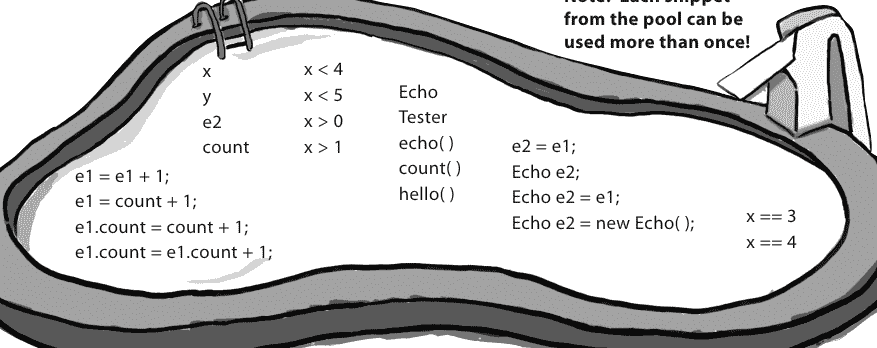 Note: Each snippet
from the pool can be
used more than once!
x
y
e2
count
x < 4
x < 5
x > 0
x > 1
Echo
Tester
echo( )
count( )
hello( )
e1 = e1 + 1;
e1 = count + 1;
e1.count = count + 1;
e1.count = e1.count + 1;
e2 = e1;
Echo e2;
Echo e2 = e1;
Echo e2 = new Echo( );
x == 3
x == 4